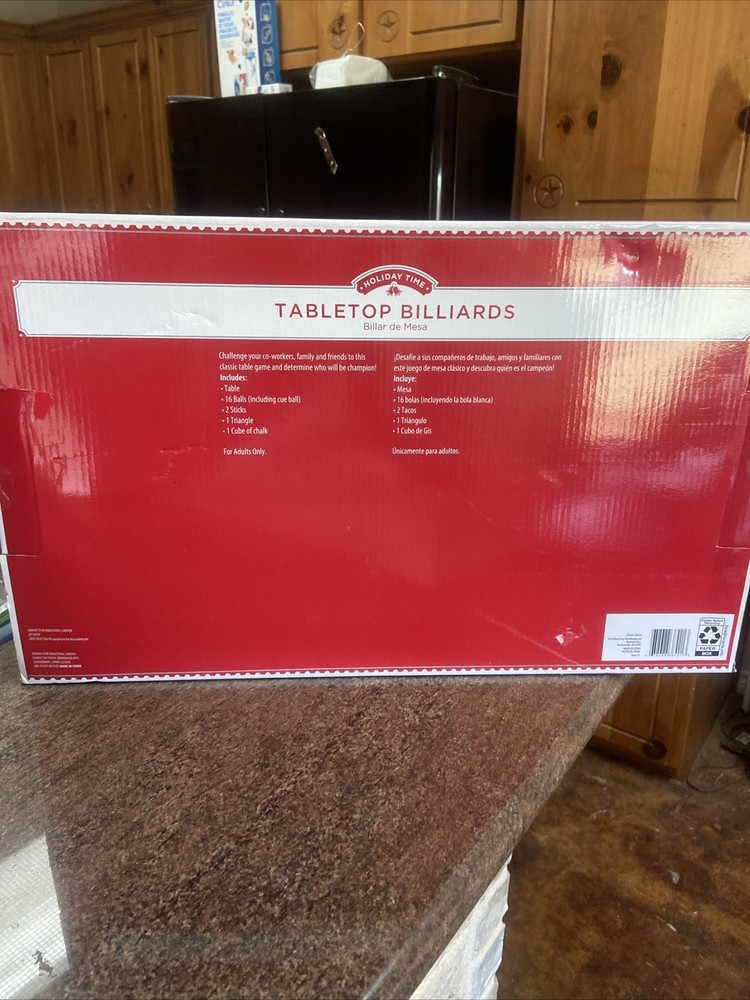 HOLIDAY TIME
TABLETOP BILLIARDS
Billar de Mesa
Challenge your co-workers, family and friends to this
classic table game and determine who will be champion!
Includes:
• Table
• 16 Balls (including cue ball)
• 2 Sticks
• 1 Triangle
• 1 Cube of chalk
For Adults Only.
¡Desafíe a sus compañeros de trabajo, amigos y familiares con
este juego de mesa clásico y descubra quién es el campeón!
Incluye:
• Mesa
• 16 bolas (incluyendo la bola blanca)
• 2 Tacos
• 1 Triángulo
• 1 Cubo de Gis
Únicamente para adultos.
PAPER
BOX